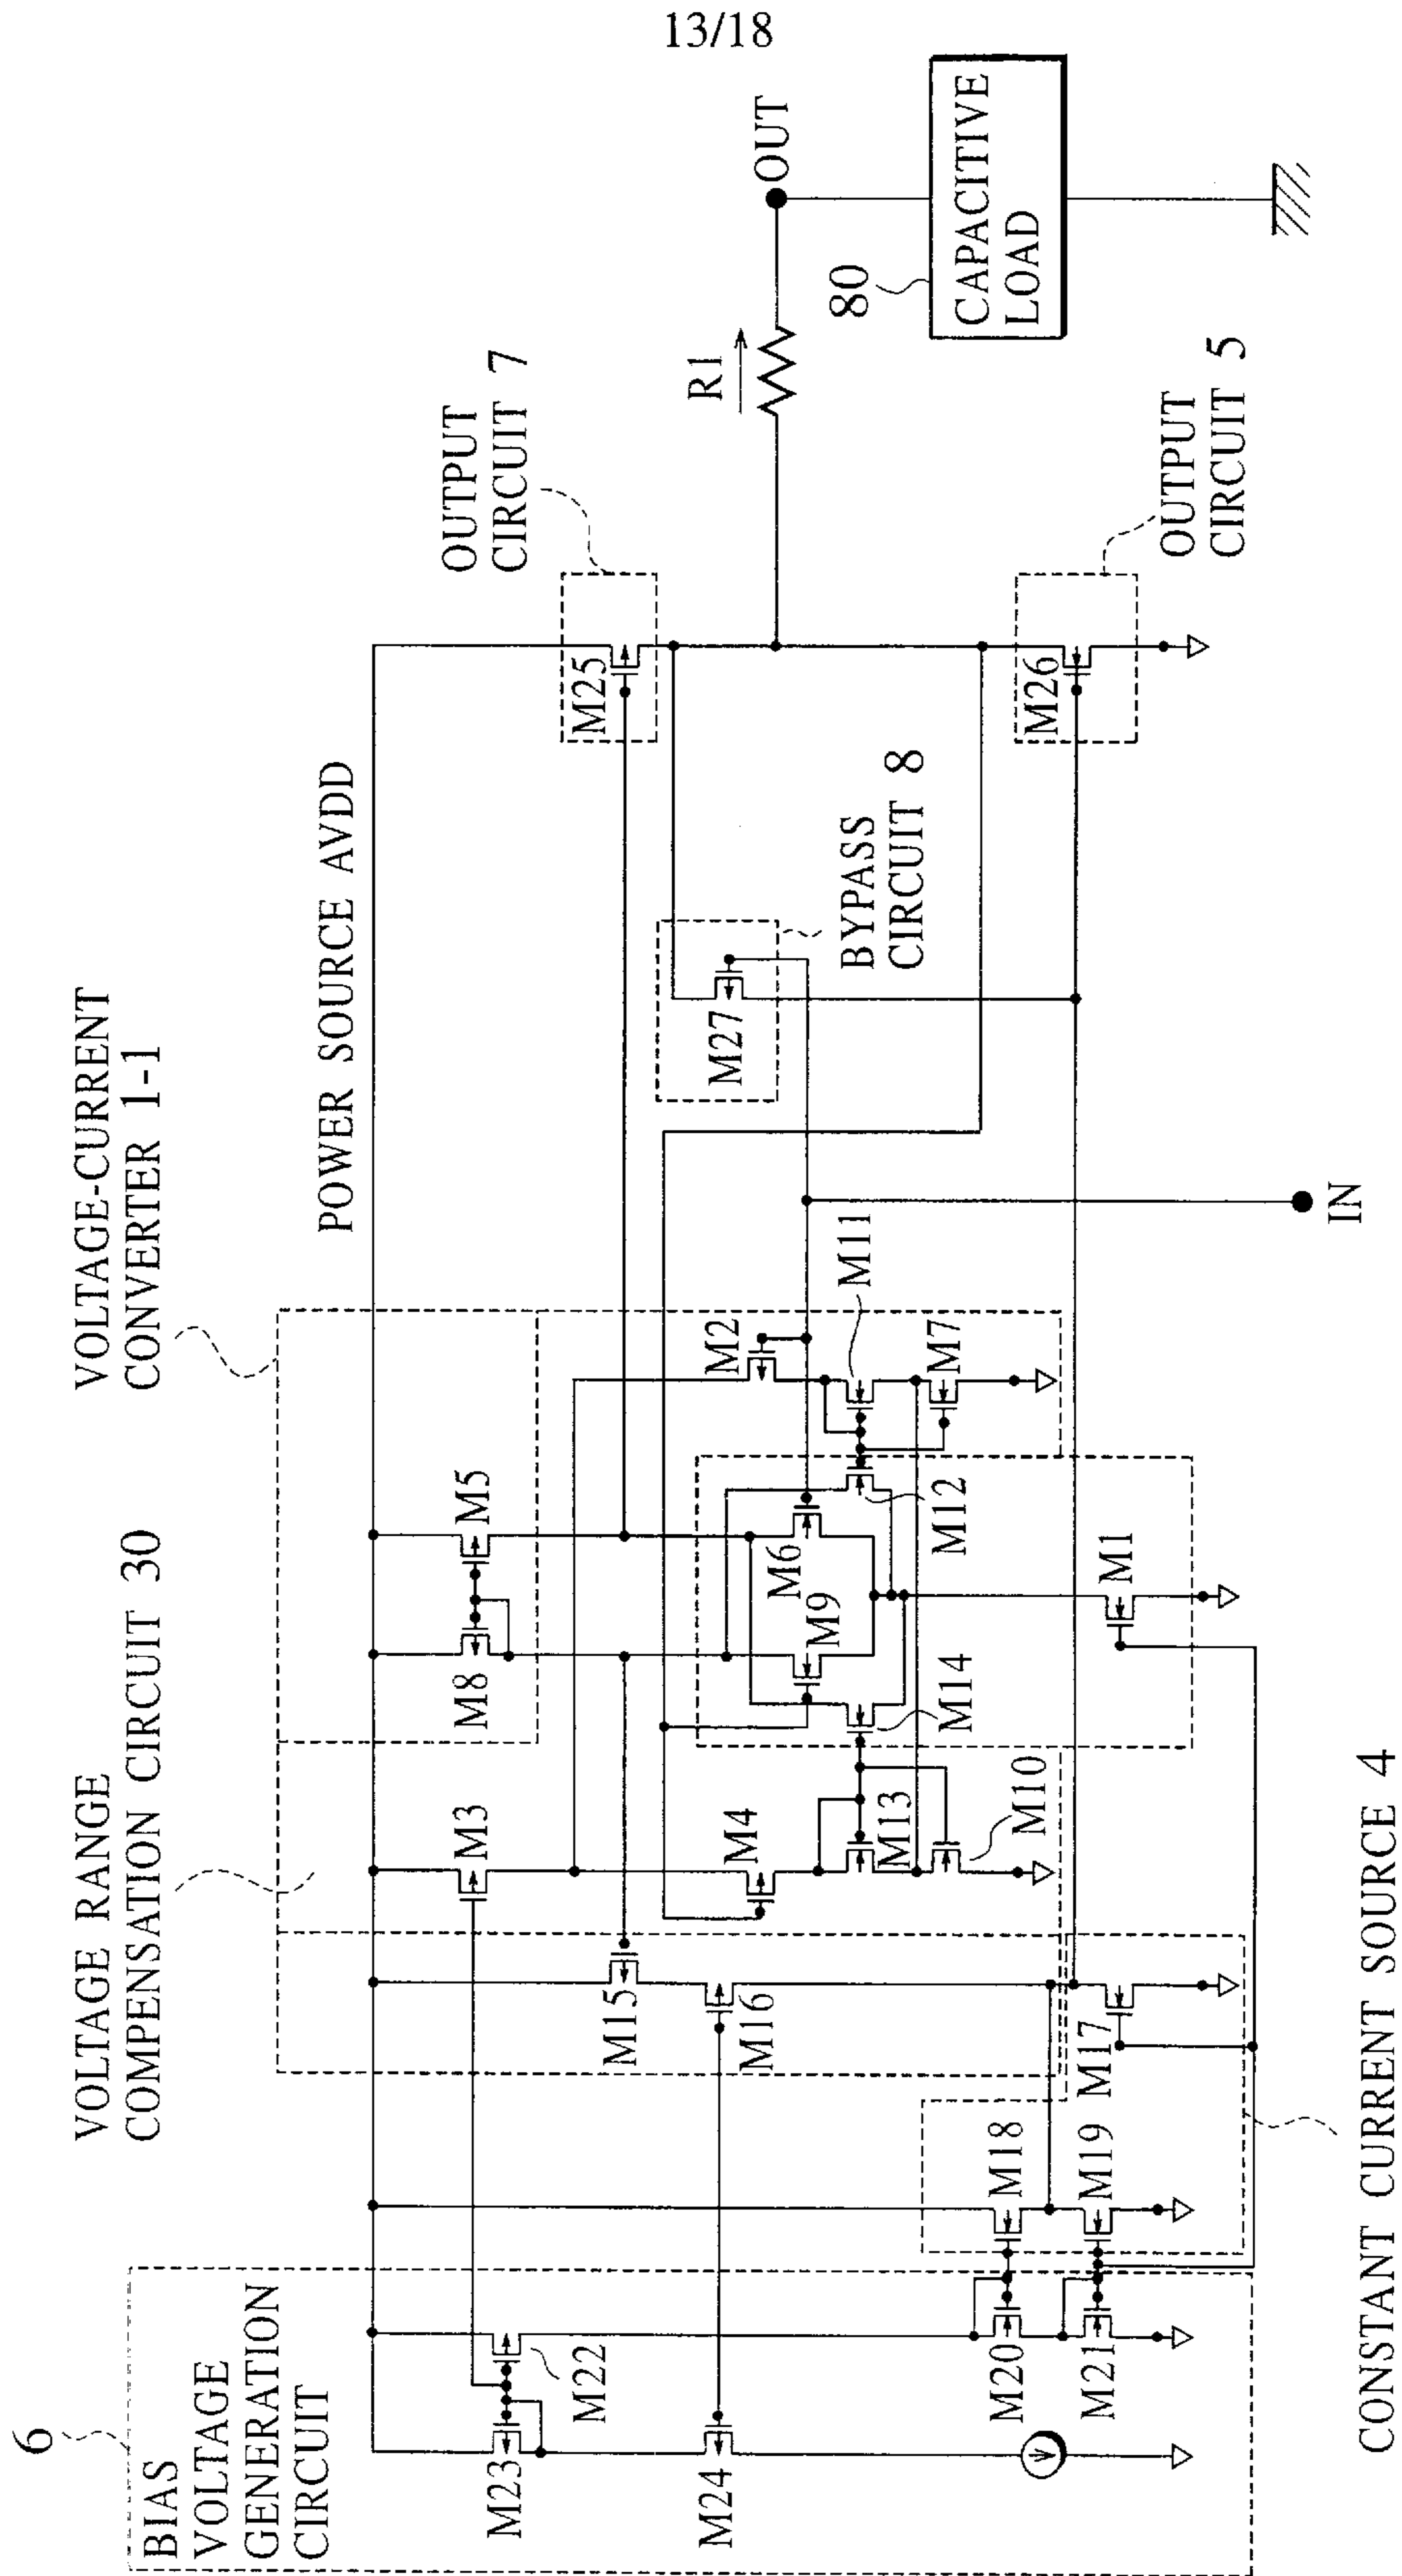 13/18
6
BIAS
VOLTAGE
GENERATION
CIRCUIT
VOLTAGE RANGE
COMPENSATION CIRCUIT 30
VOLTAGE-CURRENT
CONVERTER 1-1
POWER SOURCE AVDD
OUTPUT
CIRCUIT 7
OUTPUT
CIRCUIT 5
BYPASS
CIRCUIT 8
CONSTANT CURRENT SOURCE 4
R1
OUT
80
CAPACITIVE
LOAD
IN
M23
M22
M24
M20
M21
M18
M19
M15
M16
M17
M3
M4
M13
M10
M8
M5
M9
M6
M14
M12
M1
M2
M11
M7
M27
M25
M26